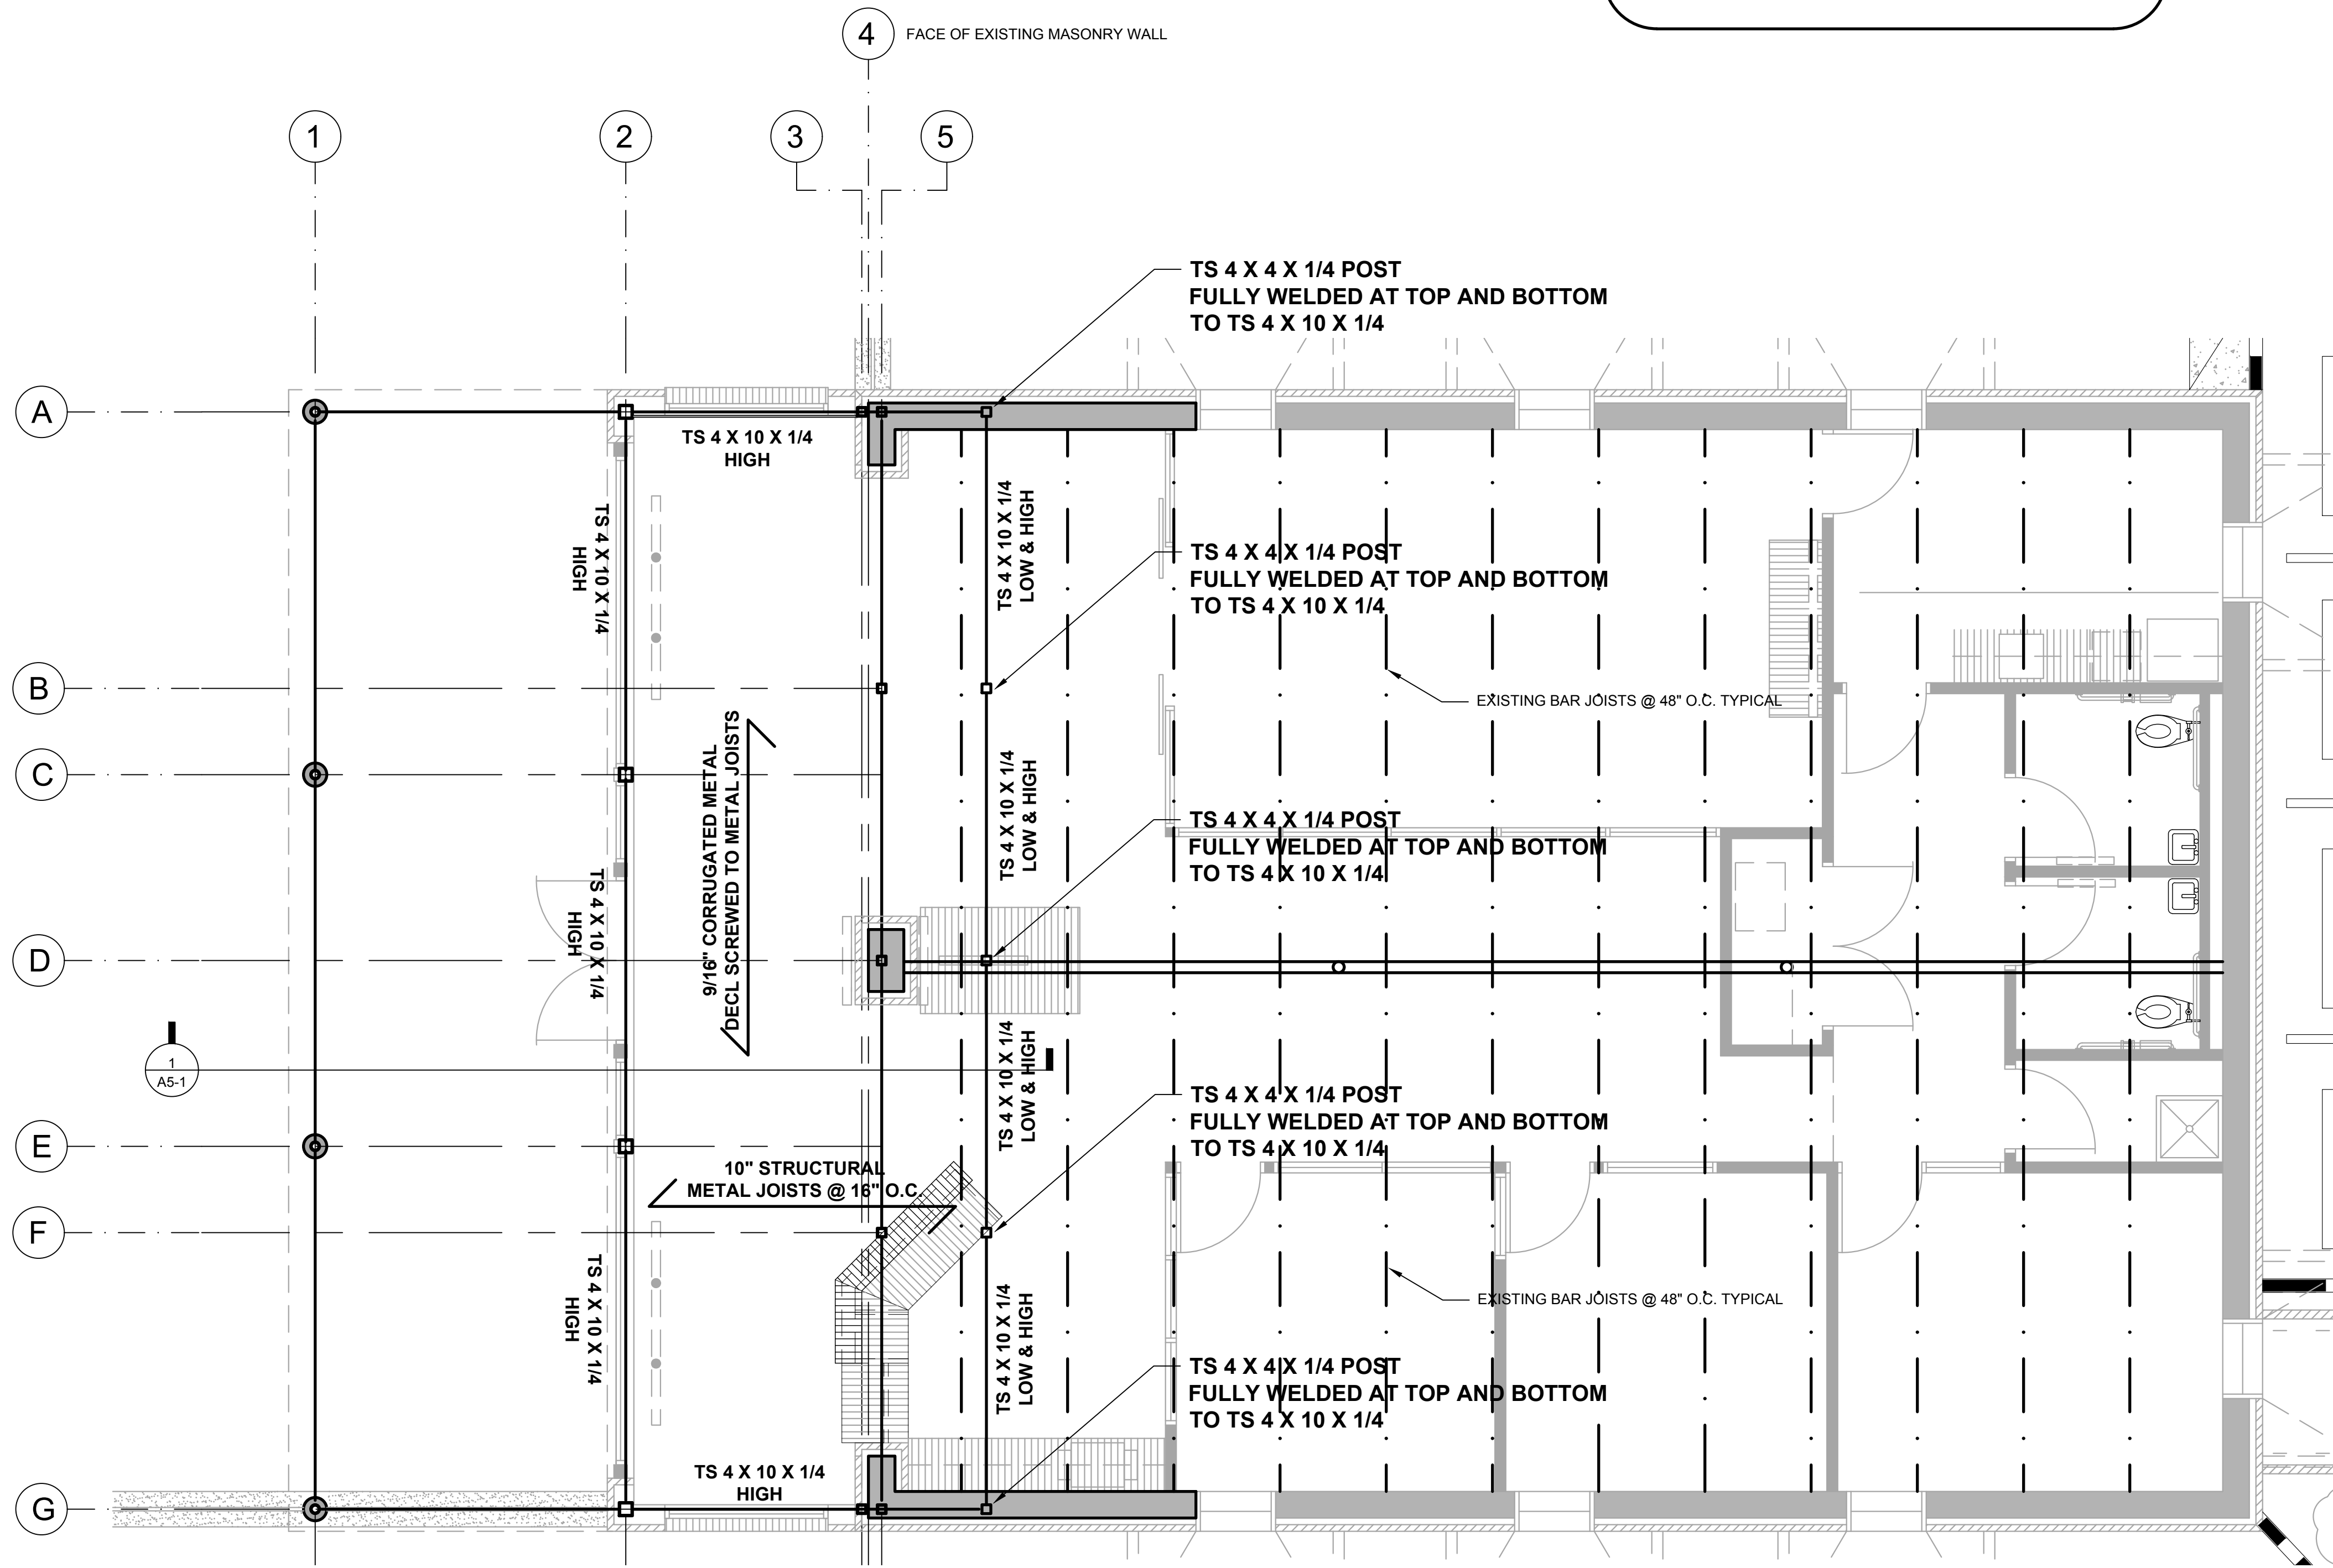 4
FACE OF EXISTING MASONRY WALL
1
2
3
5
TS 4 X 4 X 1/4 POST
FULLY WELDED AT TOP AND BOTTOM
TO TS 4 X 10 X 1/4
A
TS 4 X 10 X 1/4
HIGH
TS 4 X 10 X 1/4
HIGH
TS 4 X 10 X 1/4
LOW & HIGH
TS 4 X 4 X 1/4 POST
FULLY WELDED AT TOP AND BOTTOM
TO TS 4 X 10 X 1/4
B
EXISTING BAR JOISTS @ 48" O.C. TYPICAL
C
9/16" CORRUGATED METAL
DECL SCREWED TO METAL JOISTS
TS 4 X 10 X 1/4
LOW & HIGH
TS 4 X 4 X 1/4 POST
FULLY WELDED AT TOP AND BOTTOM
TO TS 4 X 10 X 1/4
TS 4 X 10 X 1/4
HIGH
D
1
A5-1
TS 4 X 10 X 1/4
LOW & HIGH
TS 4 X 4 X 1/4 POST
FULLY WELDED AT TOP AND BOTTOM
TO TS 4 X 10 X 1/4
E
10" STRUCTURAL
METAL JOISTS @ 16" O.C.
F
TS 4 X 10 X 1/4
HIGH
TS 4 X 10 X 1/4
LOW & HIGH
EXISTING BAR JOISTS @ 48" O.C. TYPICAL
TS 4 X 4 X 1/4 POST
FULLY WELDED AT TOP AND BOTTOM
TO TS 4 X 10 X 1/4
TS 4 X 10 X 1/4
HIGH
G